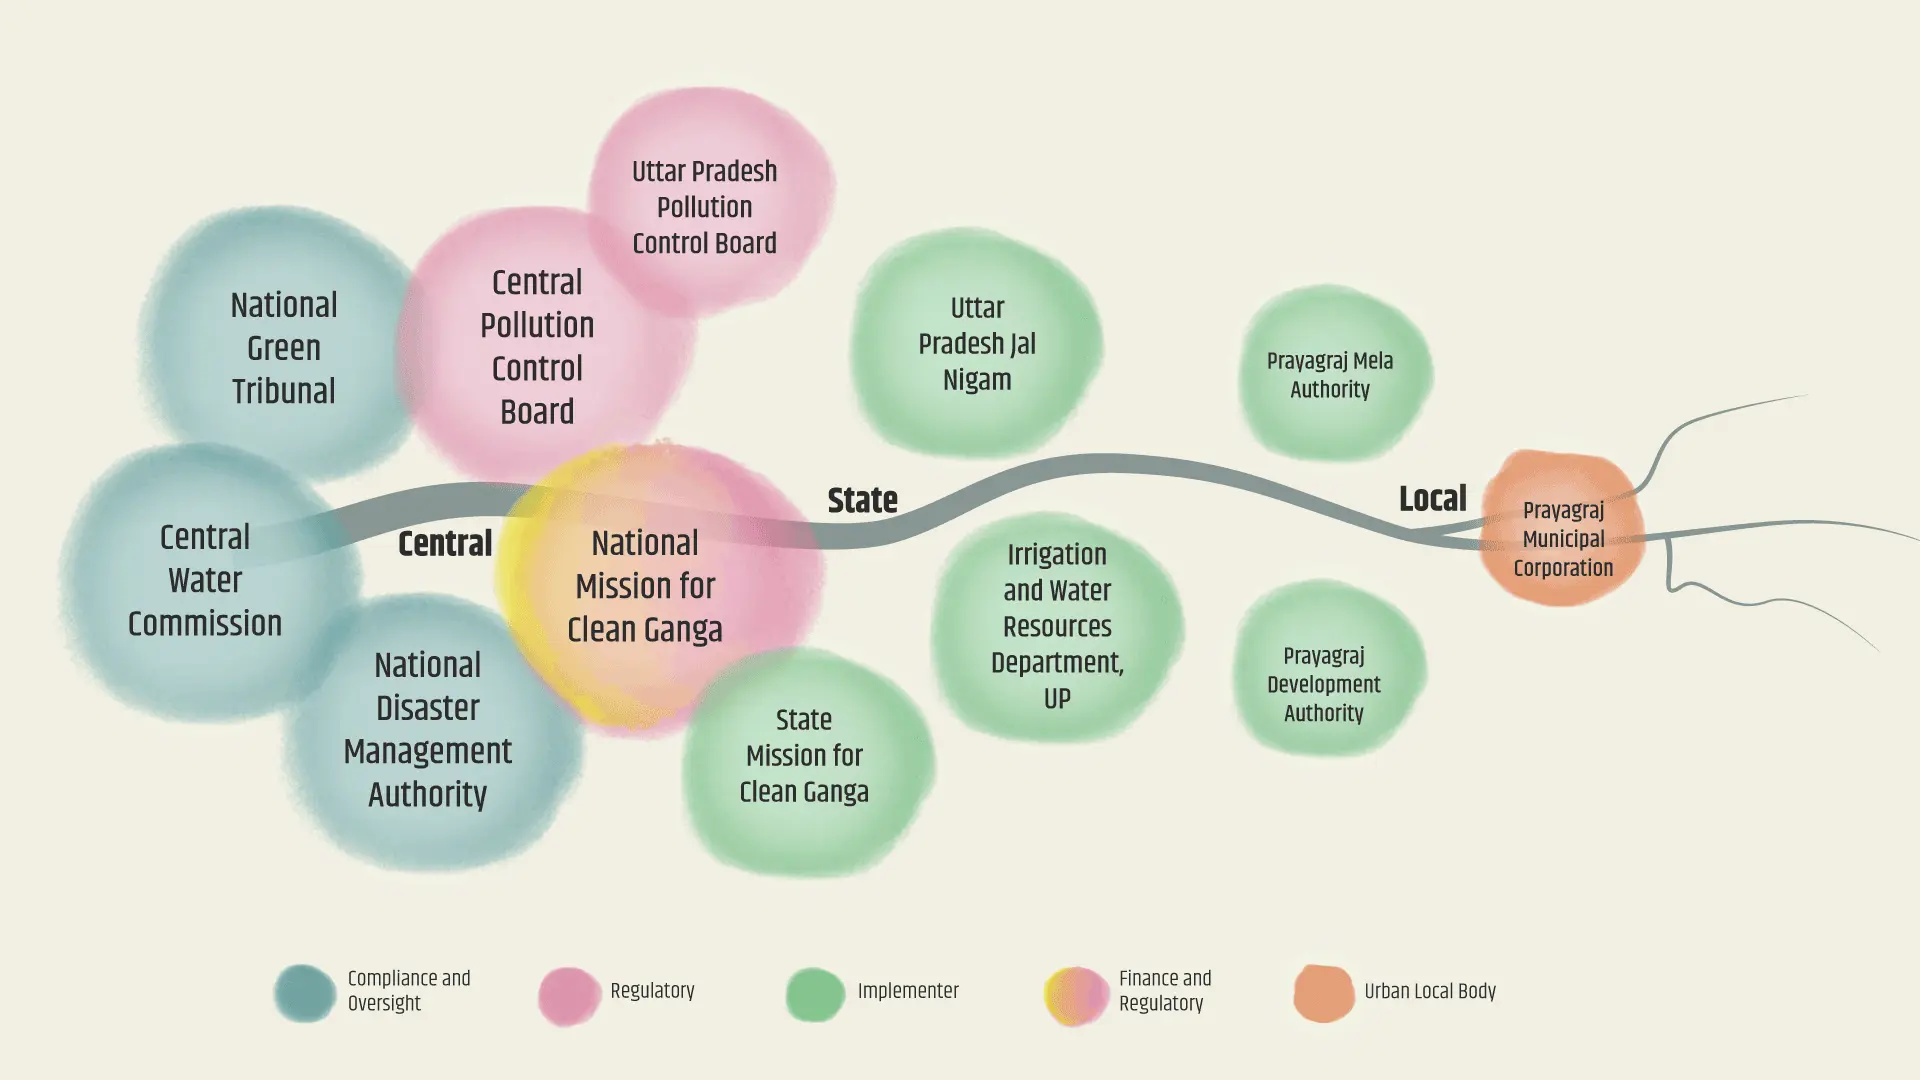 Uttar Pradesh
Pollution
Control Board
National
Green
Tribunal
Central
Pollution
Control
Board
Uttar
Pradesh Jal
Nigam
Prayagraj Mela
Authority
Central
Water
Commission
Central
National
Mission for
Clean Ganga
State
Irrigation
and Water
Resources
Department,
UP
Local
Prayagraj
Municipal
Corporation
National
Disaster
Management
Authority
State
Mission for
Clean Ganga
Prayagraj
Development
Authority
Compliance and
Oversight
Regulatory
Implementer
Finance and
Regulatory
Urban Local Body